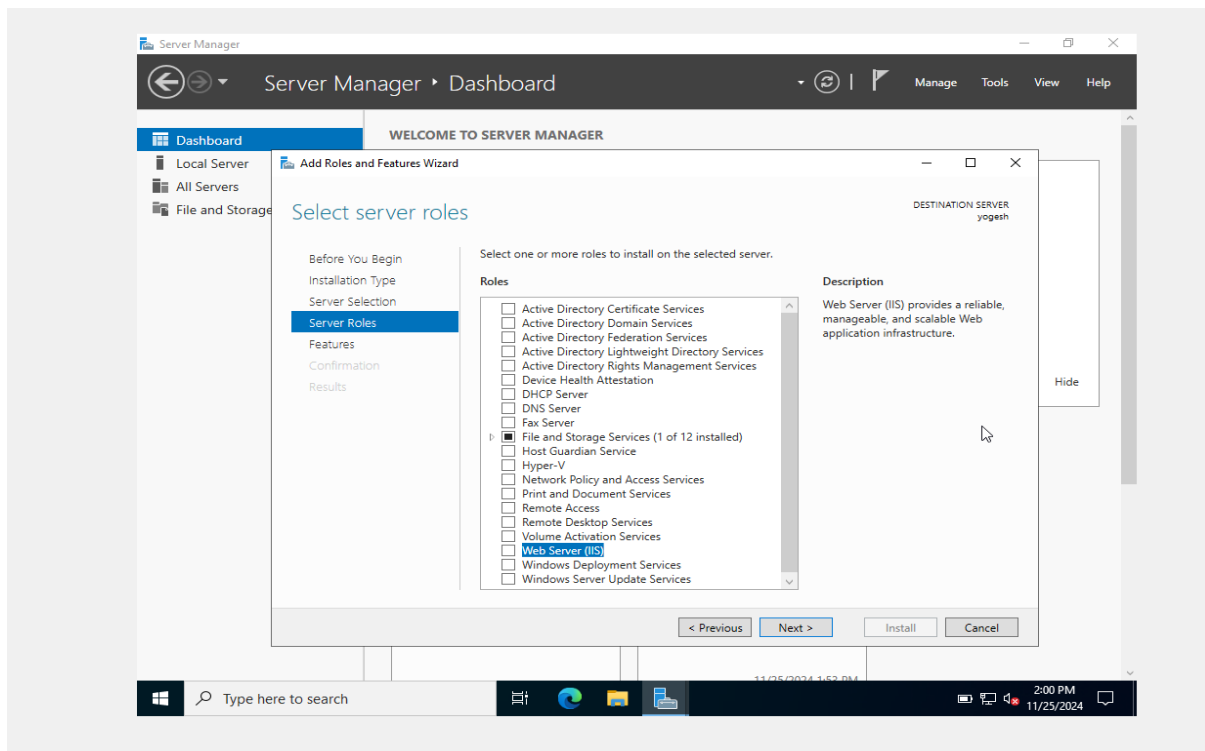 Server Manager
Server Manager ‣ Dashboard
Manage Tools View Help
Dashboard
Local Server
All Servers
File and Storage
WELCOME TO SERVER MANAGER
Add Roles and Features Wizard
Select server roles
DESTINATION SERVER
yogesh
Before You Begin
Installation Type
Server Selection
Server Roles
Features
Confirmation
Results
Select one or more roles to install on the selected server.
Roles
Active Directory Certificate Services
Active Directory Domain Services
Active Directory Federation Services
Active Directory Lightweight Directory Services
Active Directory Rights Management Services
Device Health Attestation
DHCP Server
DNS Server
Fax Server
File and Storage Services (1 of 12 installed)
Host Guardian Service
Hyper-V
Network Policy and Access Services
Print and Document Services
Remote Access
Remote Desktop Services
Volume Activation Services
Web Server (IIS)
Windows Deployment Services
Windows Server Update Services
Description
Web Server (IIS) provides a reliable,
manageable, and scalable Web
application infrastructure.
Hide
< Previous
Next >
Install
Cancel
11/25/2024 1:53 PM
Type here to search
2:00 PM
11/25/2024